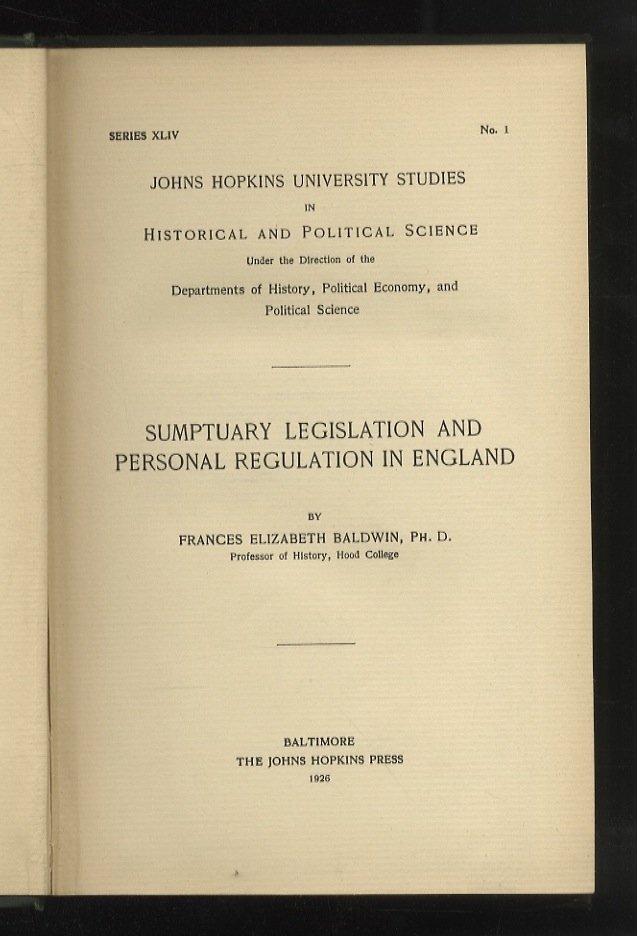 SERIES XLIV No. 1
JOHNS HOPKINS UNIVERSITY STUDIES
IN
HISTORICAL AND POLITICAL SCIENCE
Under the Direction of the
Departments of History, Political Economy, and
Political Science
SUMPTUARY LEGISLATION AND
PERSONAL REGULATION IN ENGLAND
BY
FRANCES ELIZABETH BALDWIN, PH. D.
Professor of History, Hood College
BALTIMORE
THE JOHNS HOPKINS PRESS
1926